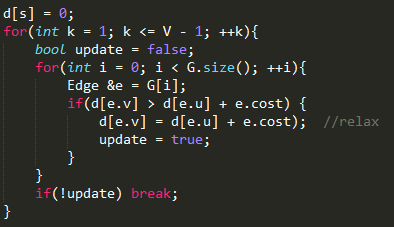 d[s] = 0;
for(int k = 1; k <= V - 1; ++k){
    bool update = false;
    for(int i = 0; i < G.size(); ++i){
        Edge &e = G[i];
        if(d[e.v] > d[e.u] + e.cost) {
            d[e.v] = d[e.u] + e.cost);  //relax
            update = true;
        }
    }
    if(!update) break;
}